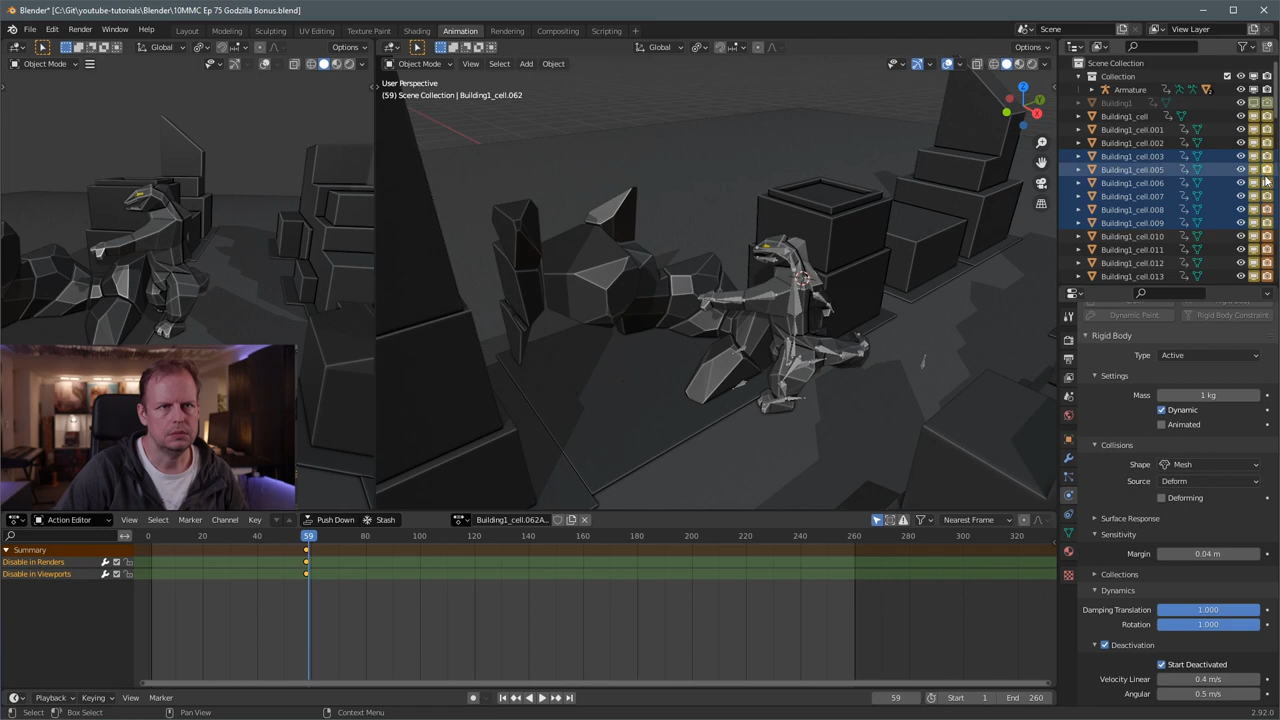 Blender* [C:\Git\youtube-tutorials\Blender\10MMC Ep 75 Godzilla Bonus.blend]
File Edit Render Window Help
Layout Modeling Sculpting UV Editing Texture Paint Shading Animation Rendering Compositing Scripting +
Scene
View Layer
Global
Options
Object Mode
Global
Options
Object Mode View Select Add Object
User Perspective
(59) Scene Collection | Building1_cell.062
Z
Y
X
Scene Collection
Collection
Armature
Building1
Building1_cell
Building1_cell.001
Building1_cell.002
Building1_cell.003
Building1_cell.005
Building1_cell.006
Building1_cell.007
Building1_cell.008
Building1_cell.009
Building1_cell.010
Building1_cell.011
Building1_cell.012
Building1_cell.013
Dynamic Paint
Rigid Body Constraint
Rigid Body
Type Active
Settings
Mass 1 kg
Dynamic
Animated
Collisions
Shape Mesh
Source Deform
Deforming
Surface Response
Sensitivity
Margin 0.04 m
Collections
Dynamics
Damping Translation 1.000
Rotation 1.000
Deactivation
Start Deactivated
Velocity Linear 0.4 m/s
Angular 0.5 m/s
Action Editor View Select Marker Channel Key
Push Down Stash
Building1_cell.062A...
Nearest Frame
0 20 40 59 80 100 120 140 160 180 200 220 240 260 280 300 320
Summary
Disable in Renders
Disable in Viewports
Playback Keying View Marker
59
Start 1
End 260
Select Box Select Pan View Context Menu
2.92.0